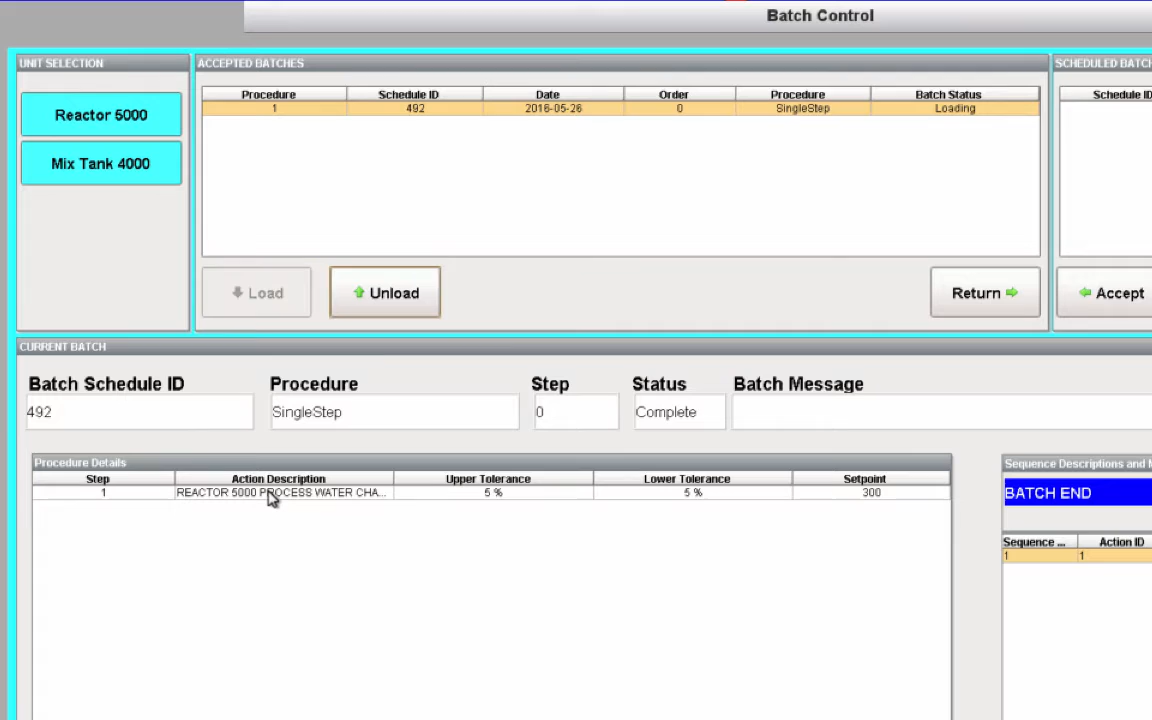 Batch Control
UNIT SELECTION
Reactor 5000
Mix Tank 4000
ACCEPTED BATCHES
Procedure Schedule ID Date Order Procedure Batch Status
1 492 2016-05-26 0 SingleStep Loading
Load
Unload
Return
SCHEDULED BATCH
Schedule ID
Accept
CURRENT BATCH
Batch Schedule ID Procedure Step Status Batch Message
492 SingleStep 0 Complete
Procedure Details
Step Action Description Upper Tolerance Lower Tolerance Setpoint
1 REACTOR 5000 PROCESS WATER CHA... 5 % 5 % 300
Sequence Descriptions and M
BATCH END
Sequence ... Action ID
1 1